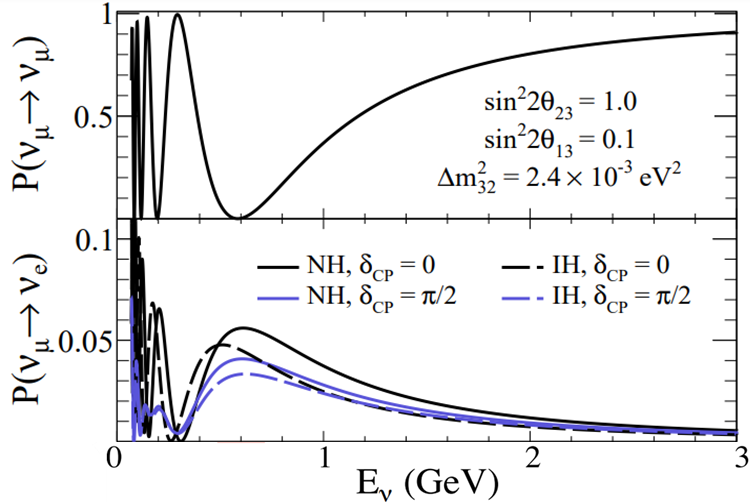 P(ν_μ → ν_μ)
1
0.5
sin²2θ₂₃ = 1.0
sin²2θ₁₃ = 0.1
Δm²₃₂ = 2.4 × 10⁻³ eV²
P(ν_μ → ν_e)
0.1
0.05
NH, δ_CP = 0
IH, δ_CP = 0
NH, δ_CP = π/2
IH, δ_CP = π/2
0 1 2 3
E_ν (GeV)